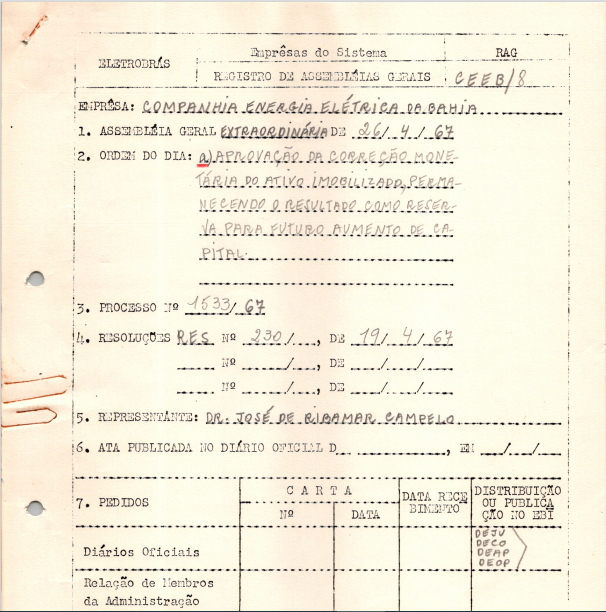 Emprêsas do Sistema
RAG
ELETROBRÁS
REGISTRO DE ASSEMBLÉIAS GERAIS
CEEB/8
EMPRÊSA: COMPANHIA ENERGIA ELÉTRICA DA BAHIA
1. ASSEMBLÉIA GERAL EXTRAORDINÁRIA DE 26/4/67
2. ORDEM DO DIA: a) APROVAÇÃO DA CORREÇÃO MONE-
TÁRIA DO ATIVO IMOBILIZADO, PERMA-
NECENDO O RESULTADO COMO RESER-
VA PARA FUTURO AUMENTO DE CA-
PITAL.
3. PROCESSO Nº 1533/67
4. RESOLUÇÕES RES Nº 230/..., DE 19/4/67
Nº .../..., DE .../.../...
Nº .../..., DE .../.../...
5. REPRESENTANTE: DR. JOSÉ DE RIBAMAR CAMPELO
6. ATA PUBLICADA NO DIÁRIO OFICIAL D..., EM .../.../...
7. PEDIDOS
CARTA
Nº
DATA
DATA RECE
BIMENTO
DISTRIBUIÇÃO
OU PUBLICA
ÇÃO NO EBI
Diários Oficiais
DEJU
DECO
DEAP
DEOP
Relação de Membros
da Administração